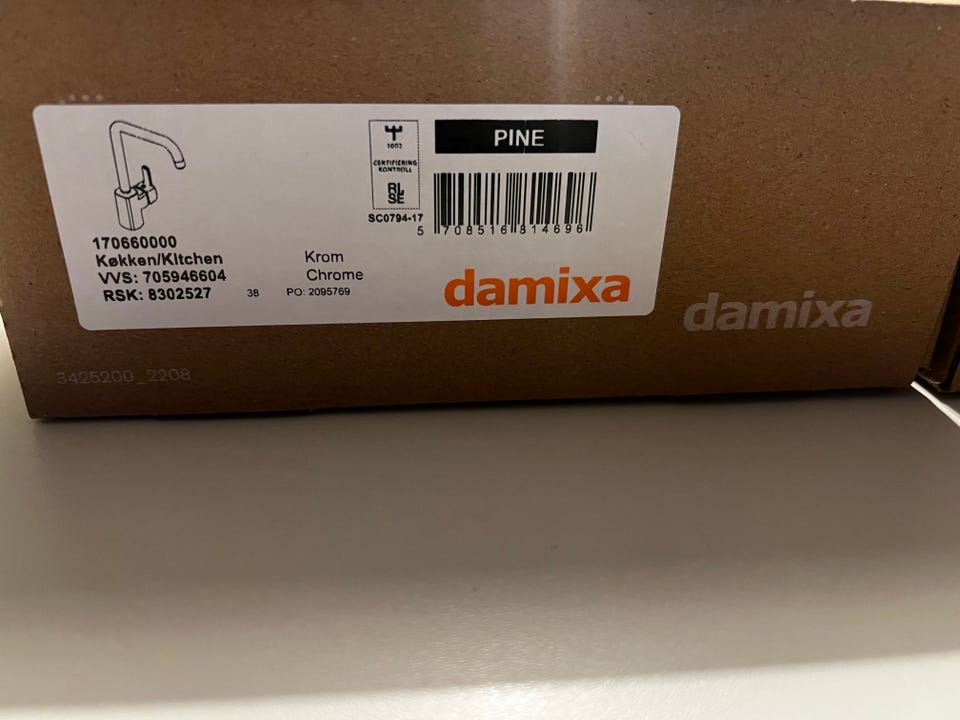 PINE
1002
CERTIFIERING
KONTROLL
RI.
SE
SC0794-17
5 708516 814696
170660000
Køkken/Kitchen
VVS: 705946604
RSK: 8302527
38
PO: 2095769
Krom
Chrome
damixa
damixa
3425200_2208